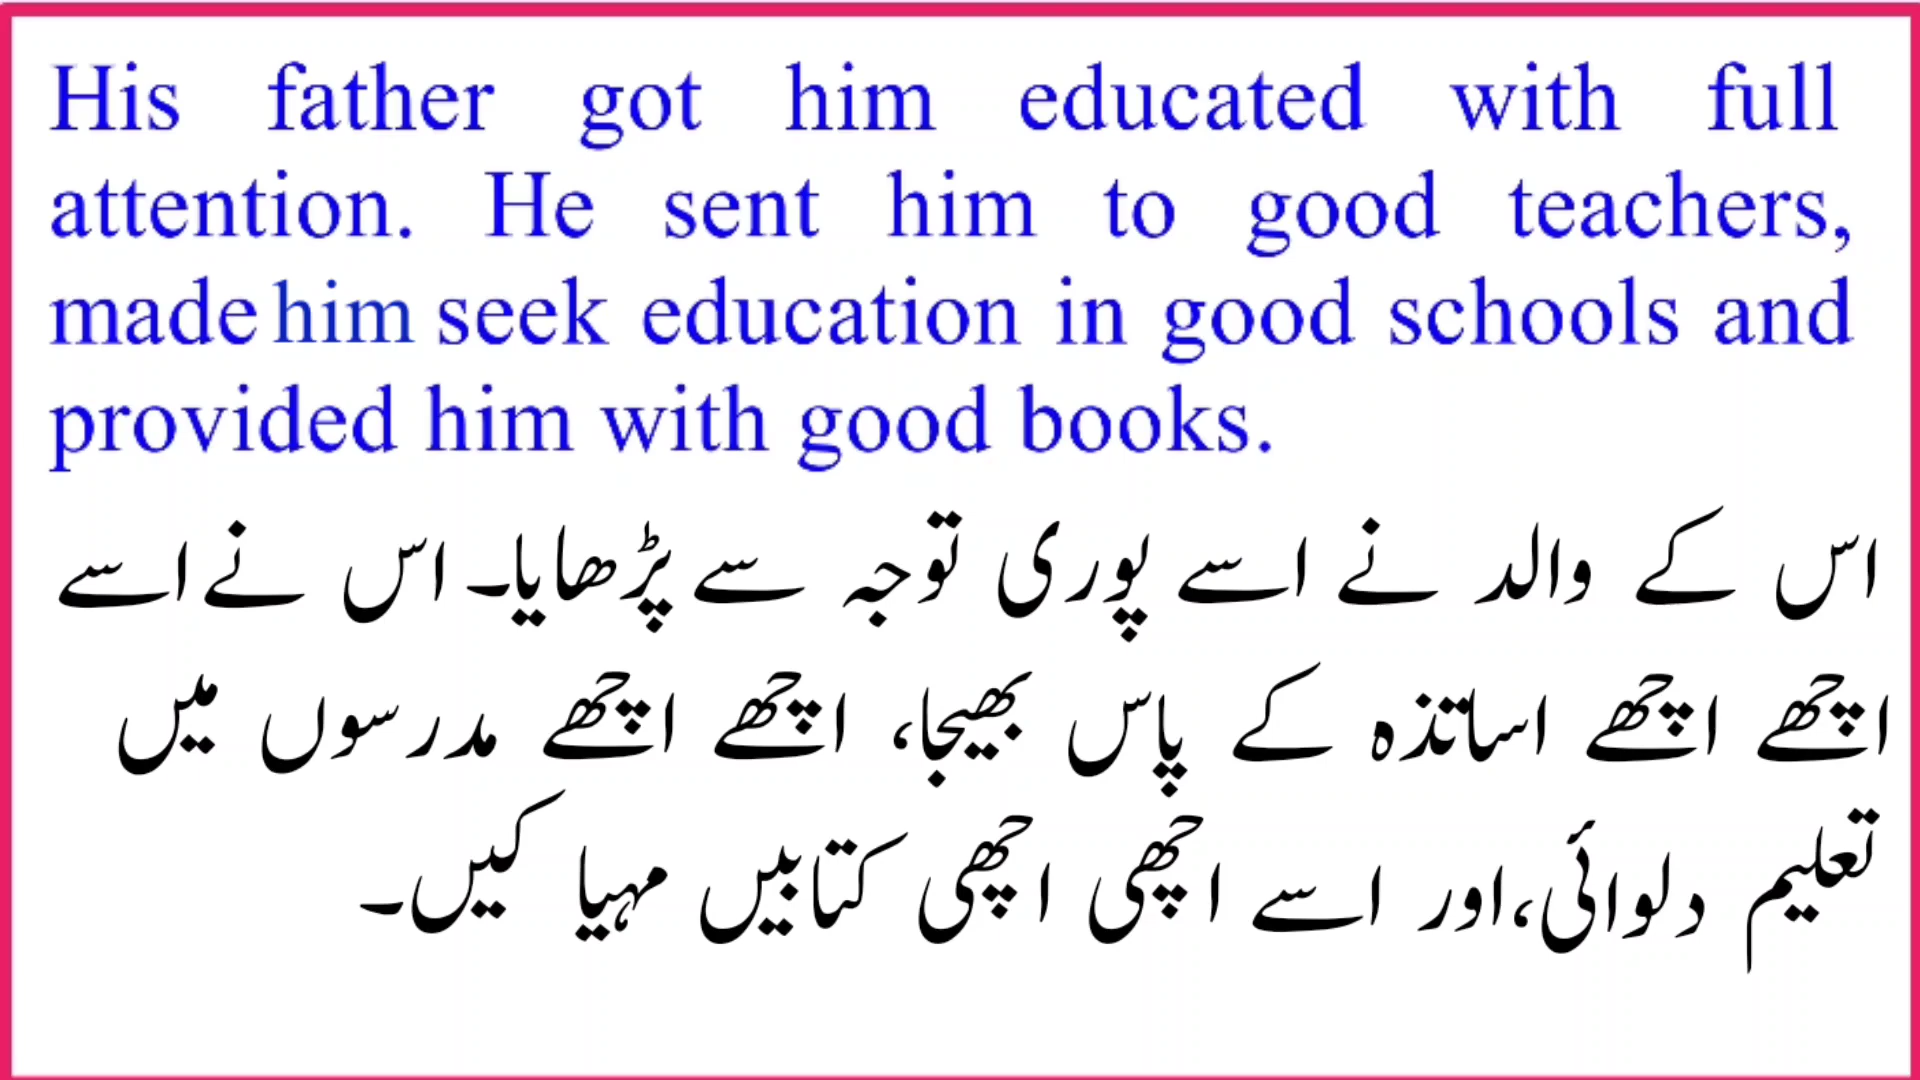 His father got him educated with full
attention. He sent him to good teachers,
made him seek education in good schools and
provided him with good books.
اس کے والد نے اسے پوری توجہ سے پڑھایا۔ اس نے اسے
اچھے اچھے اساتذہ کے پاس بھیجا، اچھے اچھے مدرسوں میں
تعلیم دلوائی،اور اسے اچھی اچھی کتابیں مہیا کیں۔